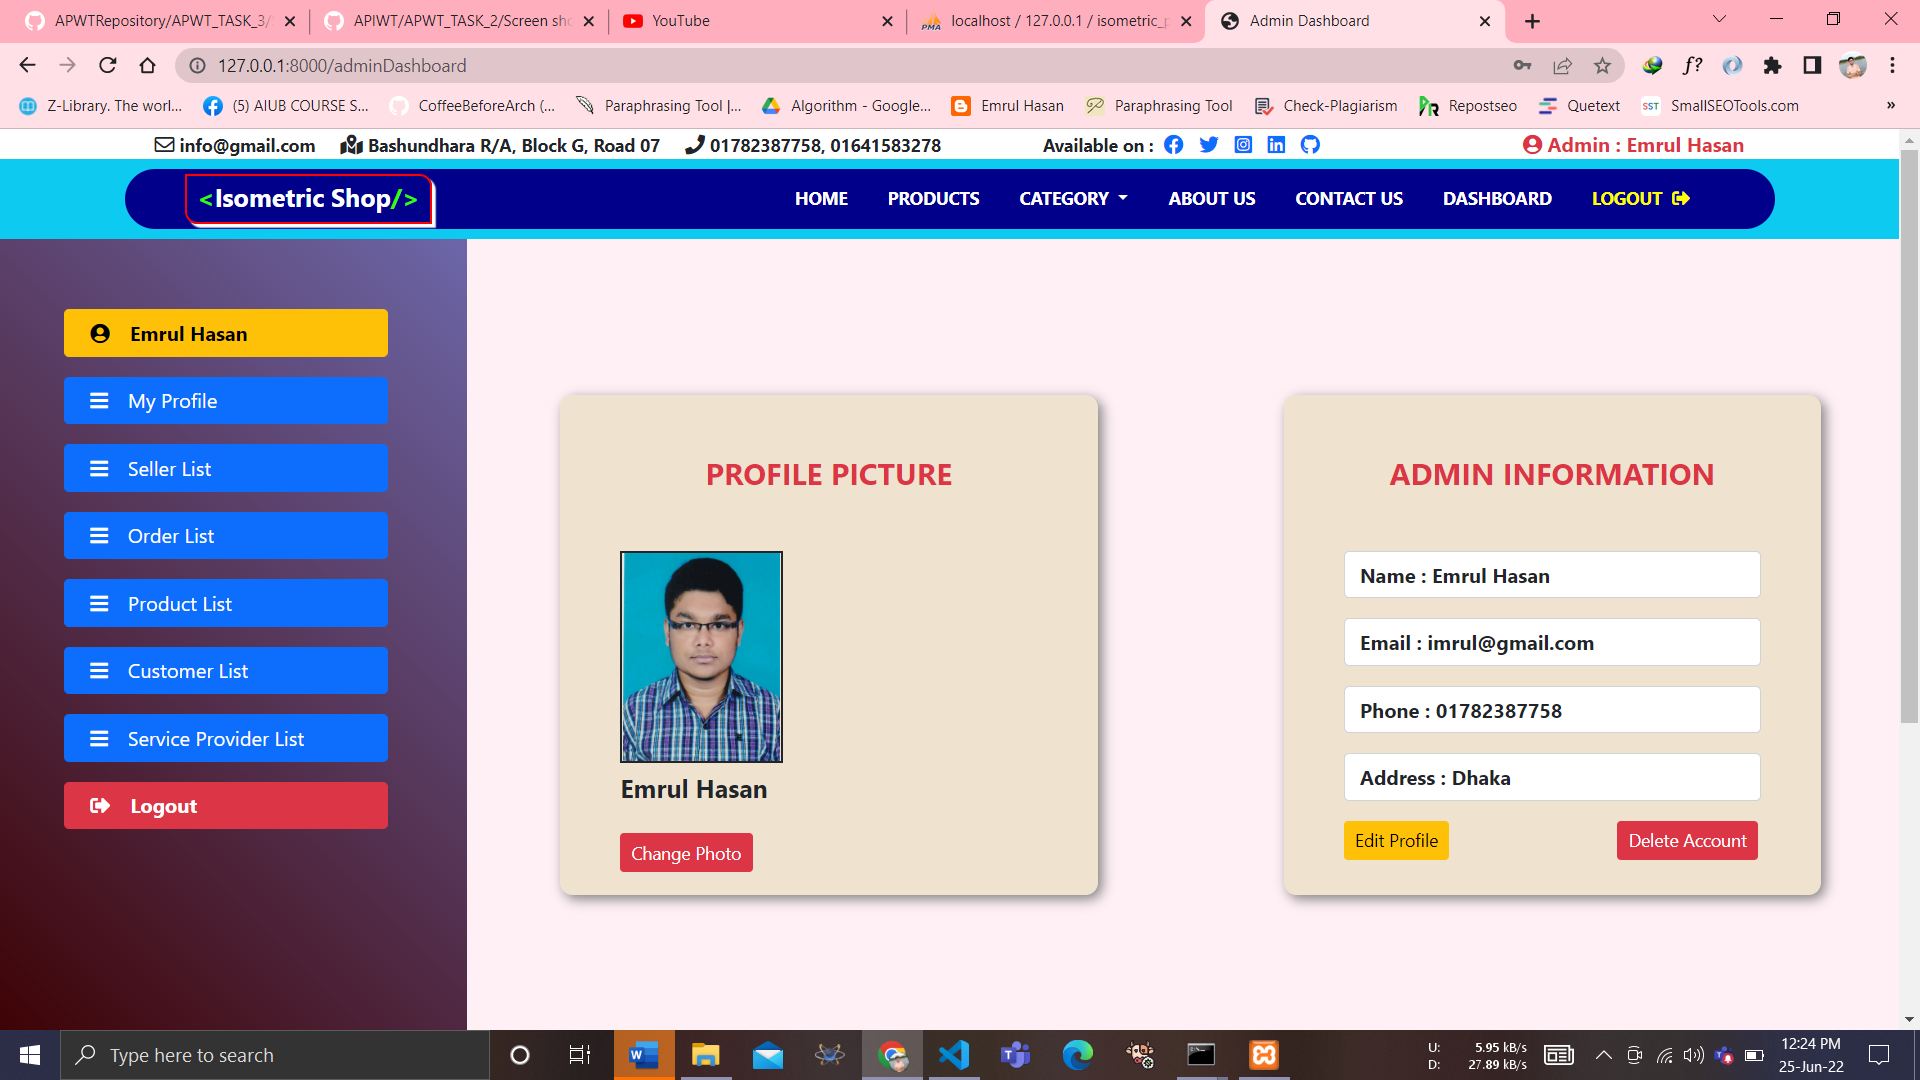 APWTRepository/APWT_TASK_3/
APIWT/APWT_TASK_2/Screen sho
YouTube
localhost / 127.0.0.1 / isometric_p
Admin Dashboard
127.0.0.1:8000/adminDashboard
f?
Z-Library. The worl...
(5) AIUB COURSE S...
CoffeeBeforeArch (...
Paraphrasing Tool |...
Algorithm - Google...
Emrul Hasan
Paraphrasing Tool
Check-Plagiarism
Repostseo
Quetext
SST
SmallSEOTools.com
»
info@gmail.com
Bashundhara R/A, Block G, Road 07
01782387758, 01641583278
Available on :
Admin : Emrul Hasan
<Isometric Shop/>
HOME
PRODUCTS
CATEGORY
ABOUT US
CONTACT US
DASHBOARD
LOGOUT
Emrul Hasan
My Profile
Seller List
Order List
Product List
Customer List
Service Provider List
Logout
PROFILE PICTURE
Emrul Hasan
Change Photo
ADMIN INFORMATION
Name : Emrul Hasan
Email : imrul@gmail.com
Phone : 01782387758
Address : Dhaka
Edit Profile
Delete Account
Type here to search
U: 5.95 kB/s
D: 27.89 kB/s
12:24 PM
25-Jun-22